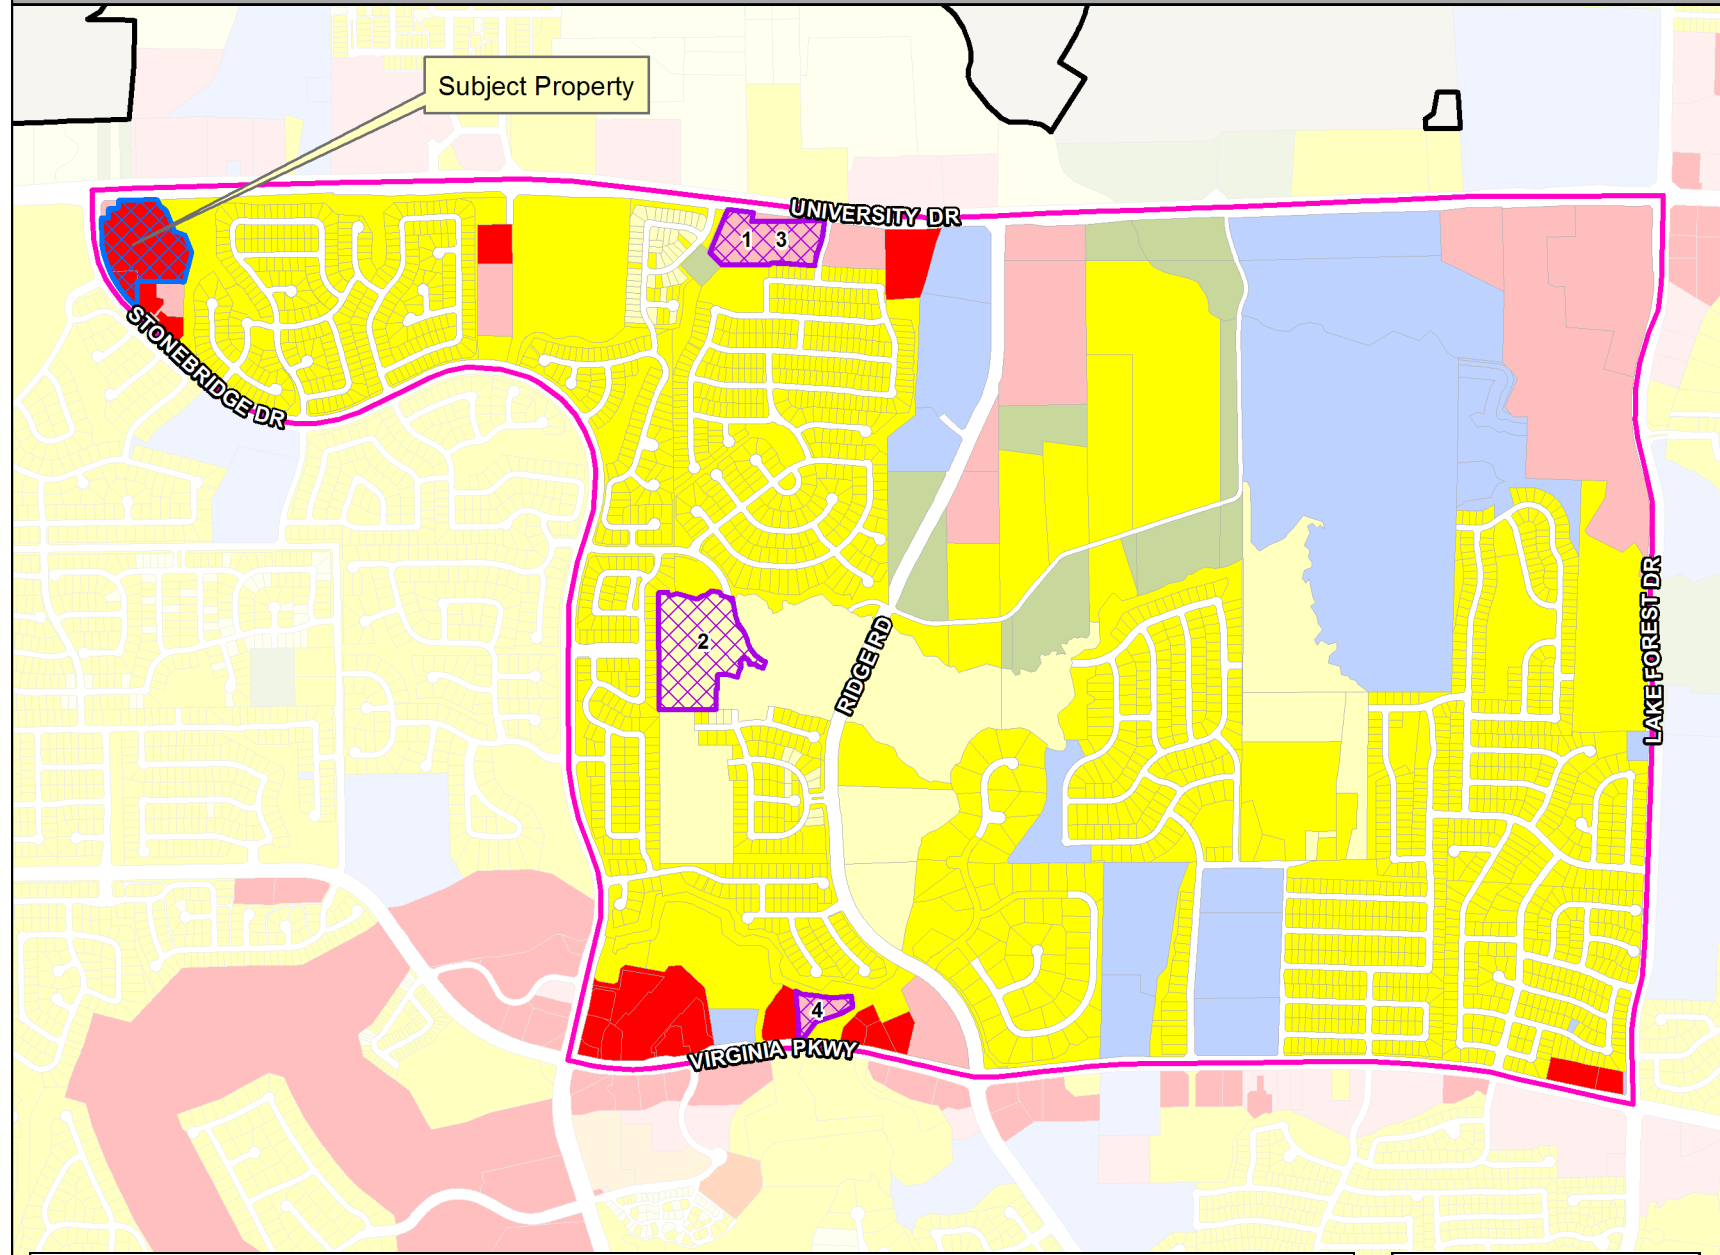 Subject Property
UNIVERSITY DR
1 3
STONEBRIDGE DR
2
RIDGE RD
LAKE FOREST DR
4
VIRGINIA PKWY